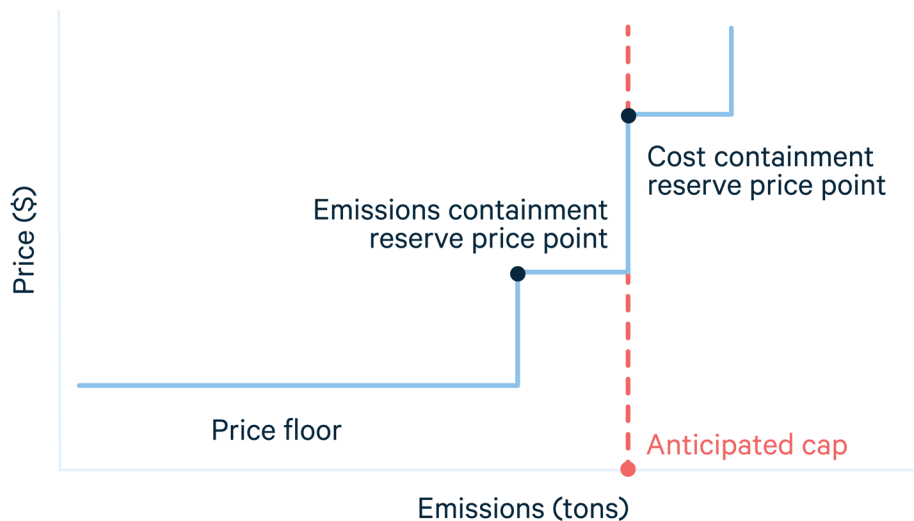 Price ($)
Cost containment
reserve price point
Emissions containment
reserve price point
Price floor
Anticipated cap
Emissions (tons)